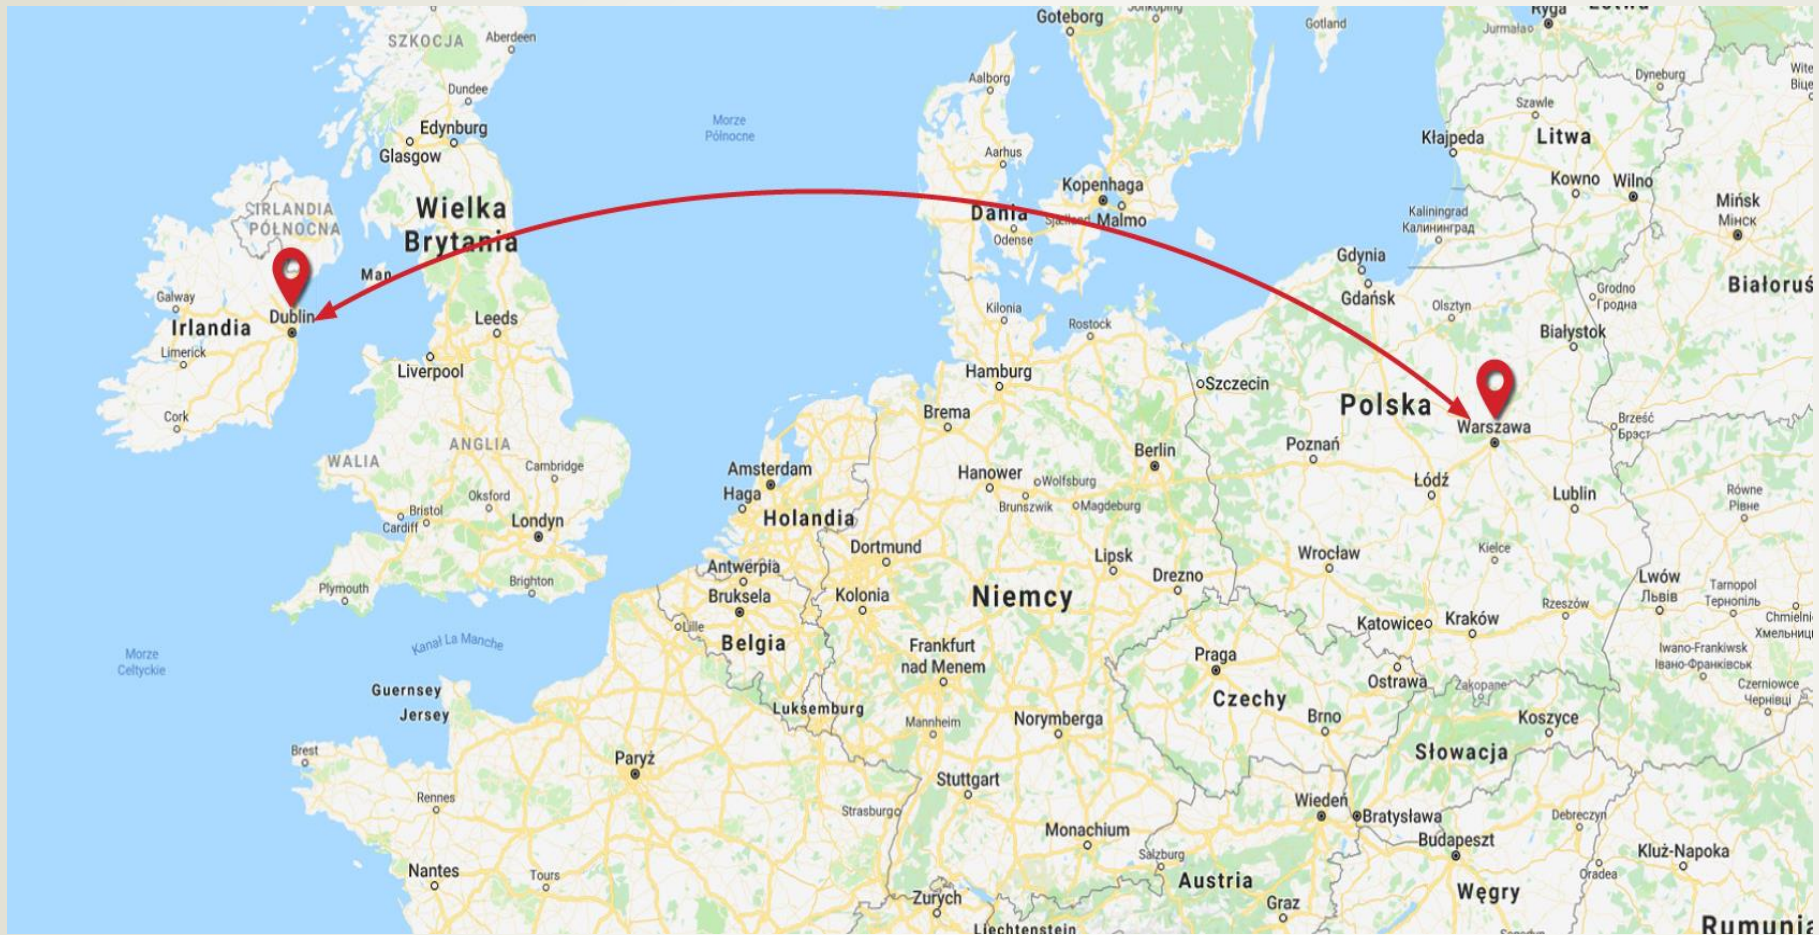 SZKOCJA
Aberdeen
Dundee
Edynburg
Glasgow
Morze
Północne
Goteborg
Jonkoping
Gotland
Ryga
Łotwa
Jurmała
Dyneburg
Aalborg
Szawle
Litwa
Kłajpeda
Aarhus
Kowno
Wilno
Kopenhaga
Dania
Sjælland
Malmo
Odense
Mińsk
Мінск
Kaliningrad
Калининград
IRLANDIA
PÓŁNOCNA
Wielka
Brytania
Man
Gdynia
Gdańsk
Olsztyn
Grodno
Гродна
Białoruś
Galway
Dublin
Irlandia
Leeds
Limerick
Liverpool
Kilonia
Rostock
Białystok
Hamburg
Szczecin
Polska
Cork
Brema
Warszawa
Brześć
Брэст
ANGLIA
WALIA
Cambridge
Amsterdam
Haga
Holandia
Hanower
Wolfsburg
Brunszwik
Magdeburg
Berlin
Poznań
Łódź
Lublin
Równe
Рівне
Oksford
Bristol
Cardiff
Londyn
Dortmund
Lipsk
Wrocław
Kielce
Plymouth
Brighton
Antwerpia
Bruksela
Kolonia
Niemcy
Drezno
Lwów
Львів
Tarnopol
Тернопіль
Lille
Belgia
Katowice
Kraków
Rzeszów
Chmielni
Хмельниц
Morze
Celtyckie
Kanał La Manche
Frankfurt
nad Menem
Praga
Ostrawa
Zakopane
Iwano-Frankiwsk
Івано-Франківськ
Guernsey
Jersey
Luksemburg
Mannheim
Norymberga
Czechy
Brno
Koszyce
Czerniowce
Чернівці
Brest
Paryż
Słowacja
Stuttgart
Rennes
Strasburg
Wiedeń
Bratysława
Debreczyn
Monachium
Budapeszt
Kluż-Napoka
Salzburg
Nantes
Tours
Austria
Oradea
Zurych
Węgry
Graz
Liechtenstein
Rumunia